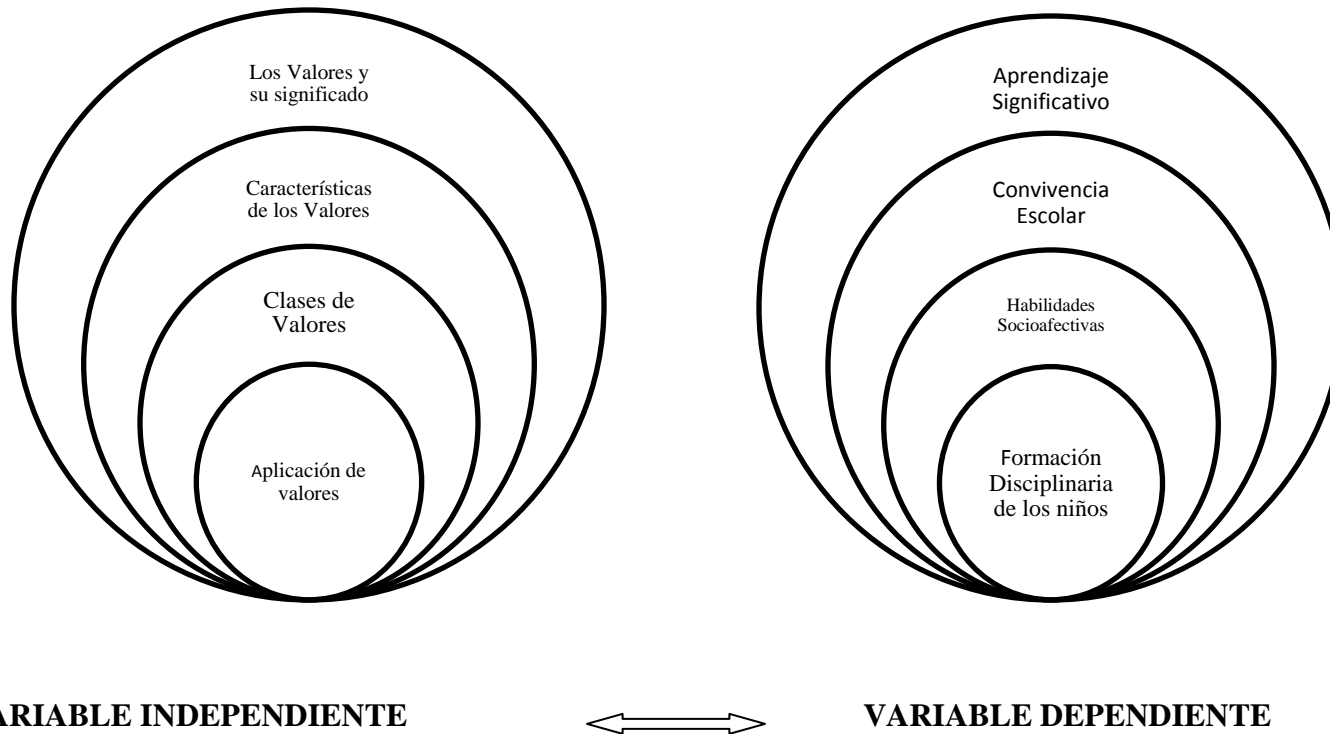 Los Valores y
su significado
Características
de los Valores
Clases de
Valores
Aplicación de
valores
Aprendizaje
Significativo
Convivencia
Escolar
Habilidades
Socioafectivas
Formación
Disciplinaria
de los niños
ARIABLE INDEPENDIENTE
VARIABLE DEPENDIENTE